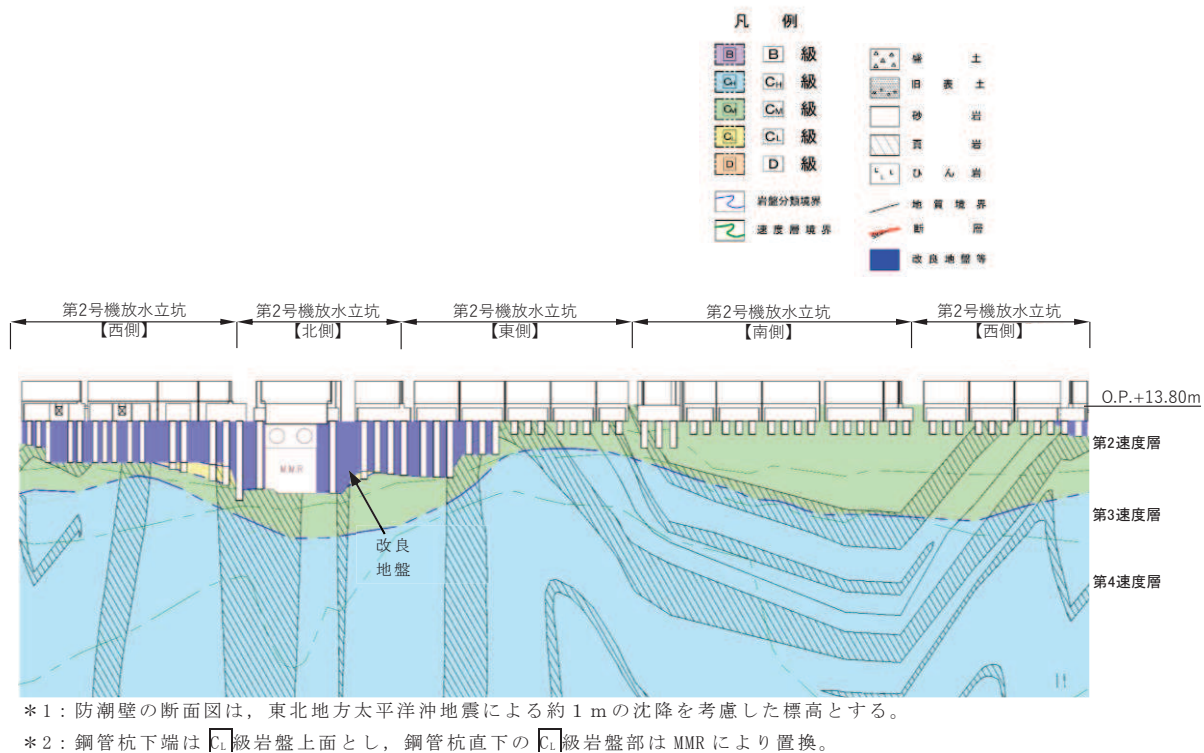 凡 例
B B 級
CH CH 級
CM CM 級
CL CL 級
D D 級
岩盤分類境界
速度層境界
盛土
旧表土
砂岩
頁岩
ひん岩
地質境界
断層
改良地盤等
第2号機放水立坑
【西側】
第2号機放水立坑
【北側】
第2号機放水立坑
【東側】
第2号機放水立坑
【南側】
第2号機放水立坑
【西側】
O.P.+13.80m
第2速度層
第3速度層
第4速度層
MMR
改良
地盤
*1:防潮壁の断面図は,東北地方太平洋沖地震による約1mの沈降を考慮した標高とする。
*2:鋼管杭下端は CL 級岩盤上面とし,鋼管杭直下の CL 級岩盤部は MMR により置換。